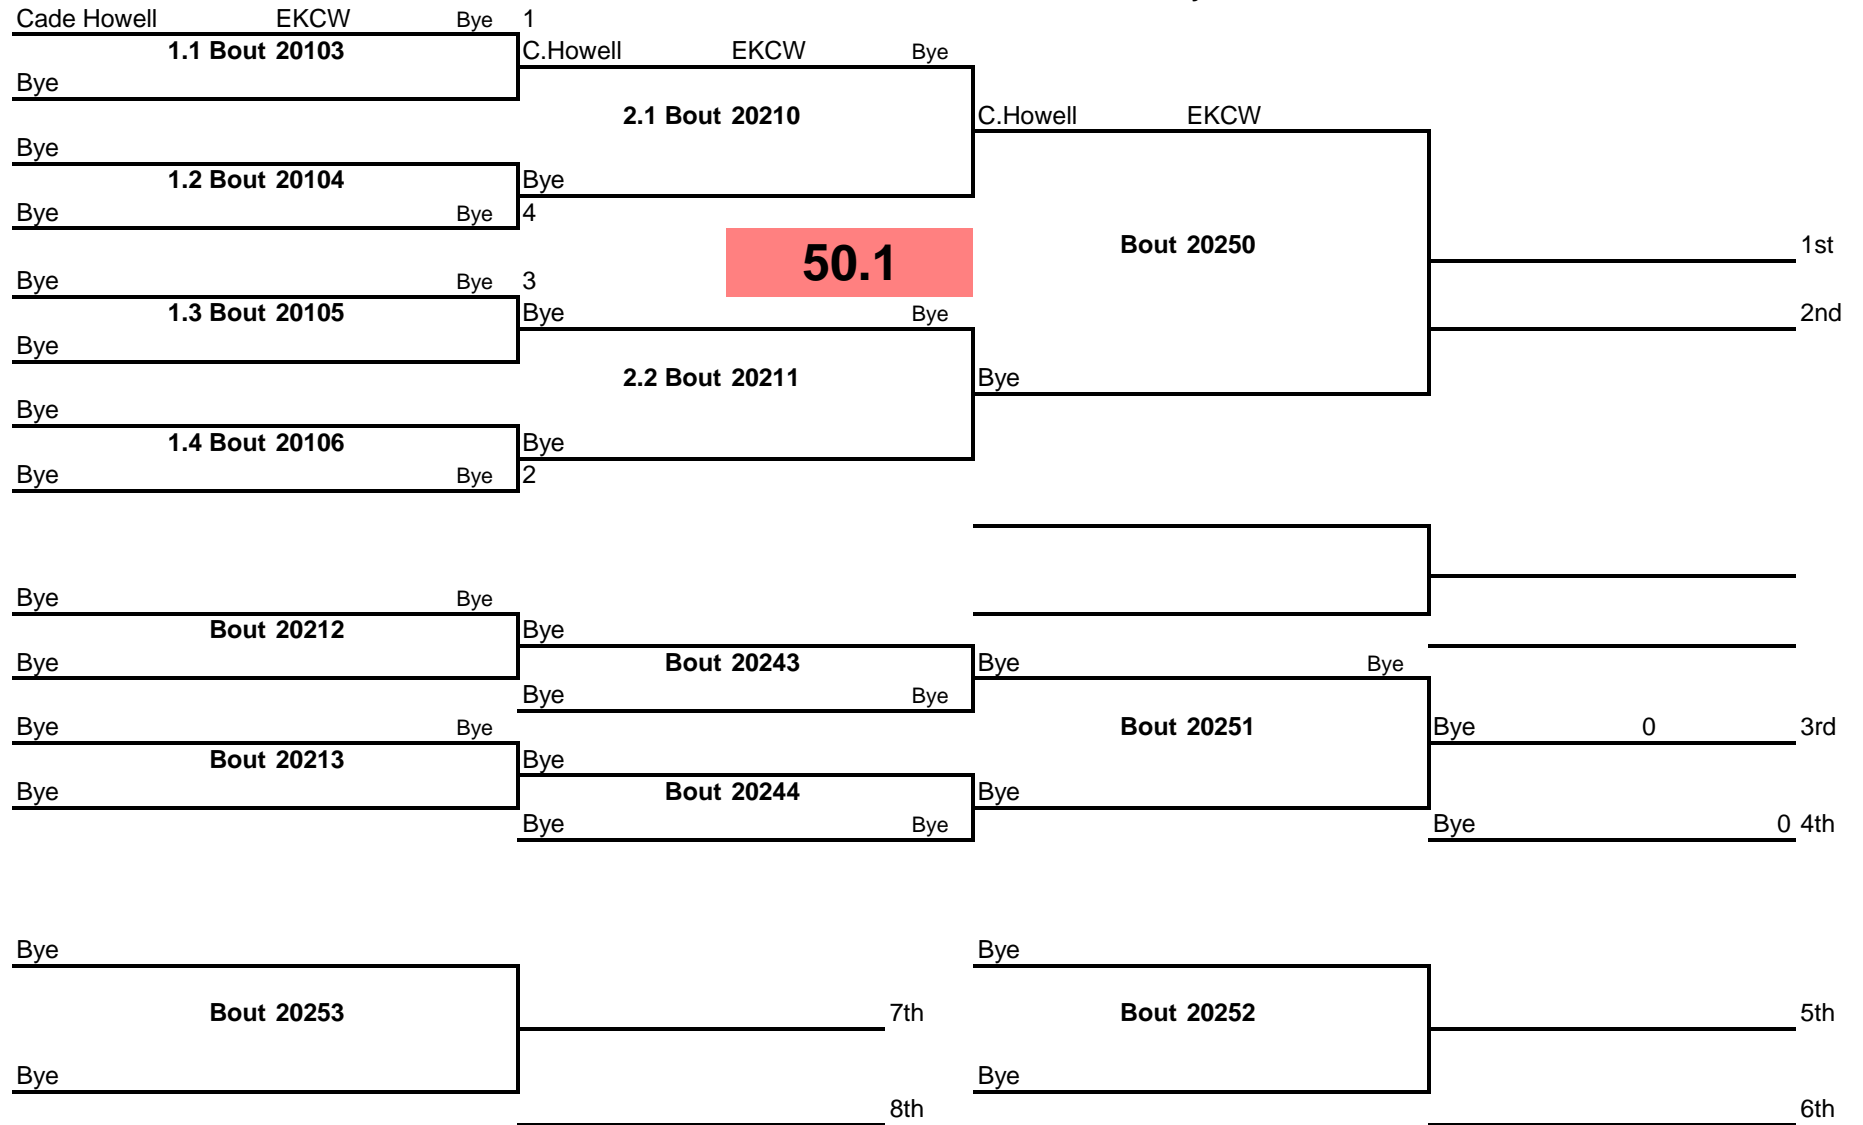 Cade Howell EKCW Bye 1
1.1 Bout 20103 C.Howell EKCW Bye
Bye
2.1 Bout 20210 C.Howell EKCW
Bye
1.2 Bout 20104 Bye
Bye Bye 4
Bout 20250 1st
50.1
Bye Bye 3
1.3 Bout 20105 Bye Bye 2nd
Bye
2.2 Bout 20211 Bye
Bye
1.4 Bout 20106 Bye
Bye Bye 2
Bye Bye
Bout 20212 Bye
Bye Bout 20243 Bye Bye
Bye Bye
Bye Bye Bout 20251 Bye 0 3rd
Bout 20213 Bye
Bye Bout 20244 Bye
Bye Bye Bye 0 4th
Bye Bye
Bout 20253 7th Bout 20252 5th
Bye Bye
8th 6th